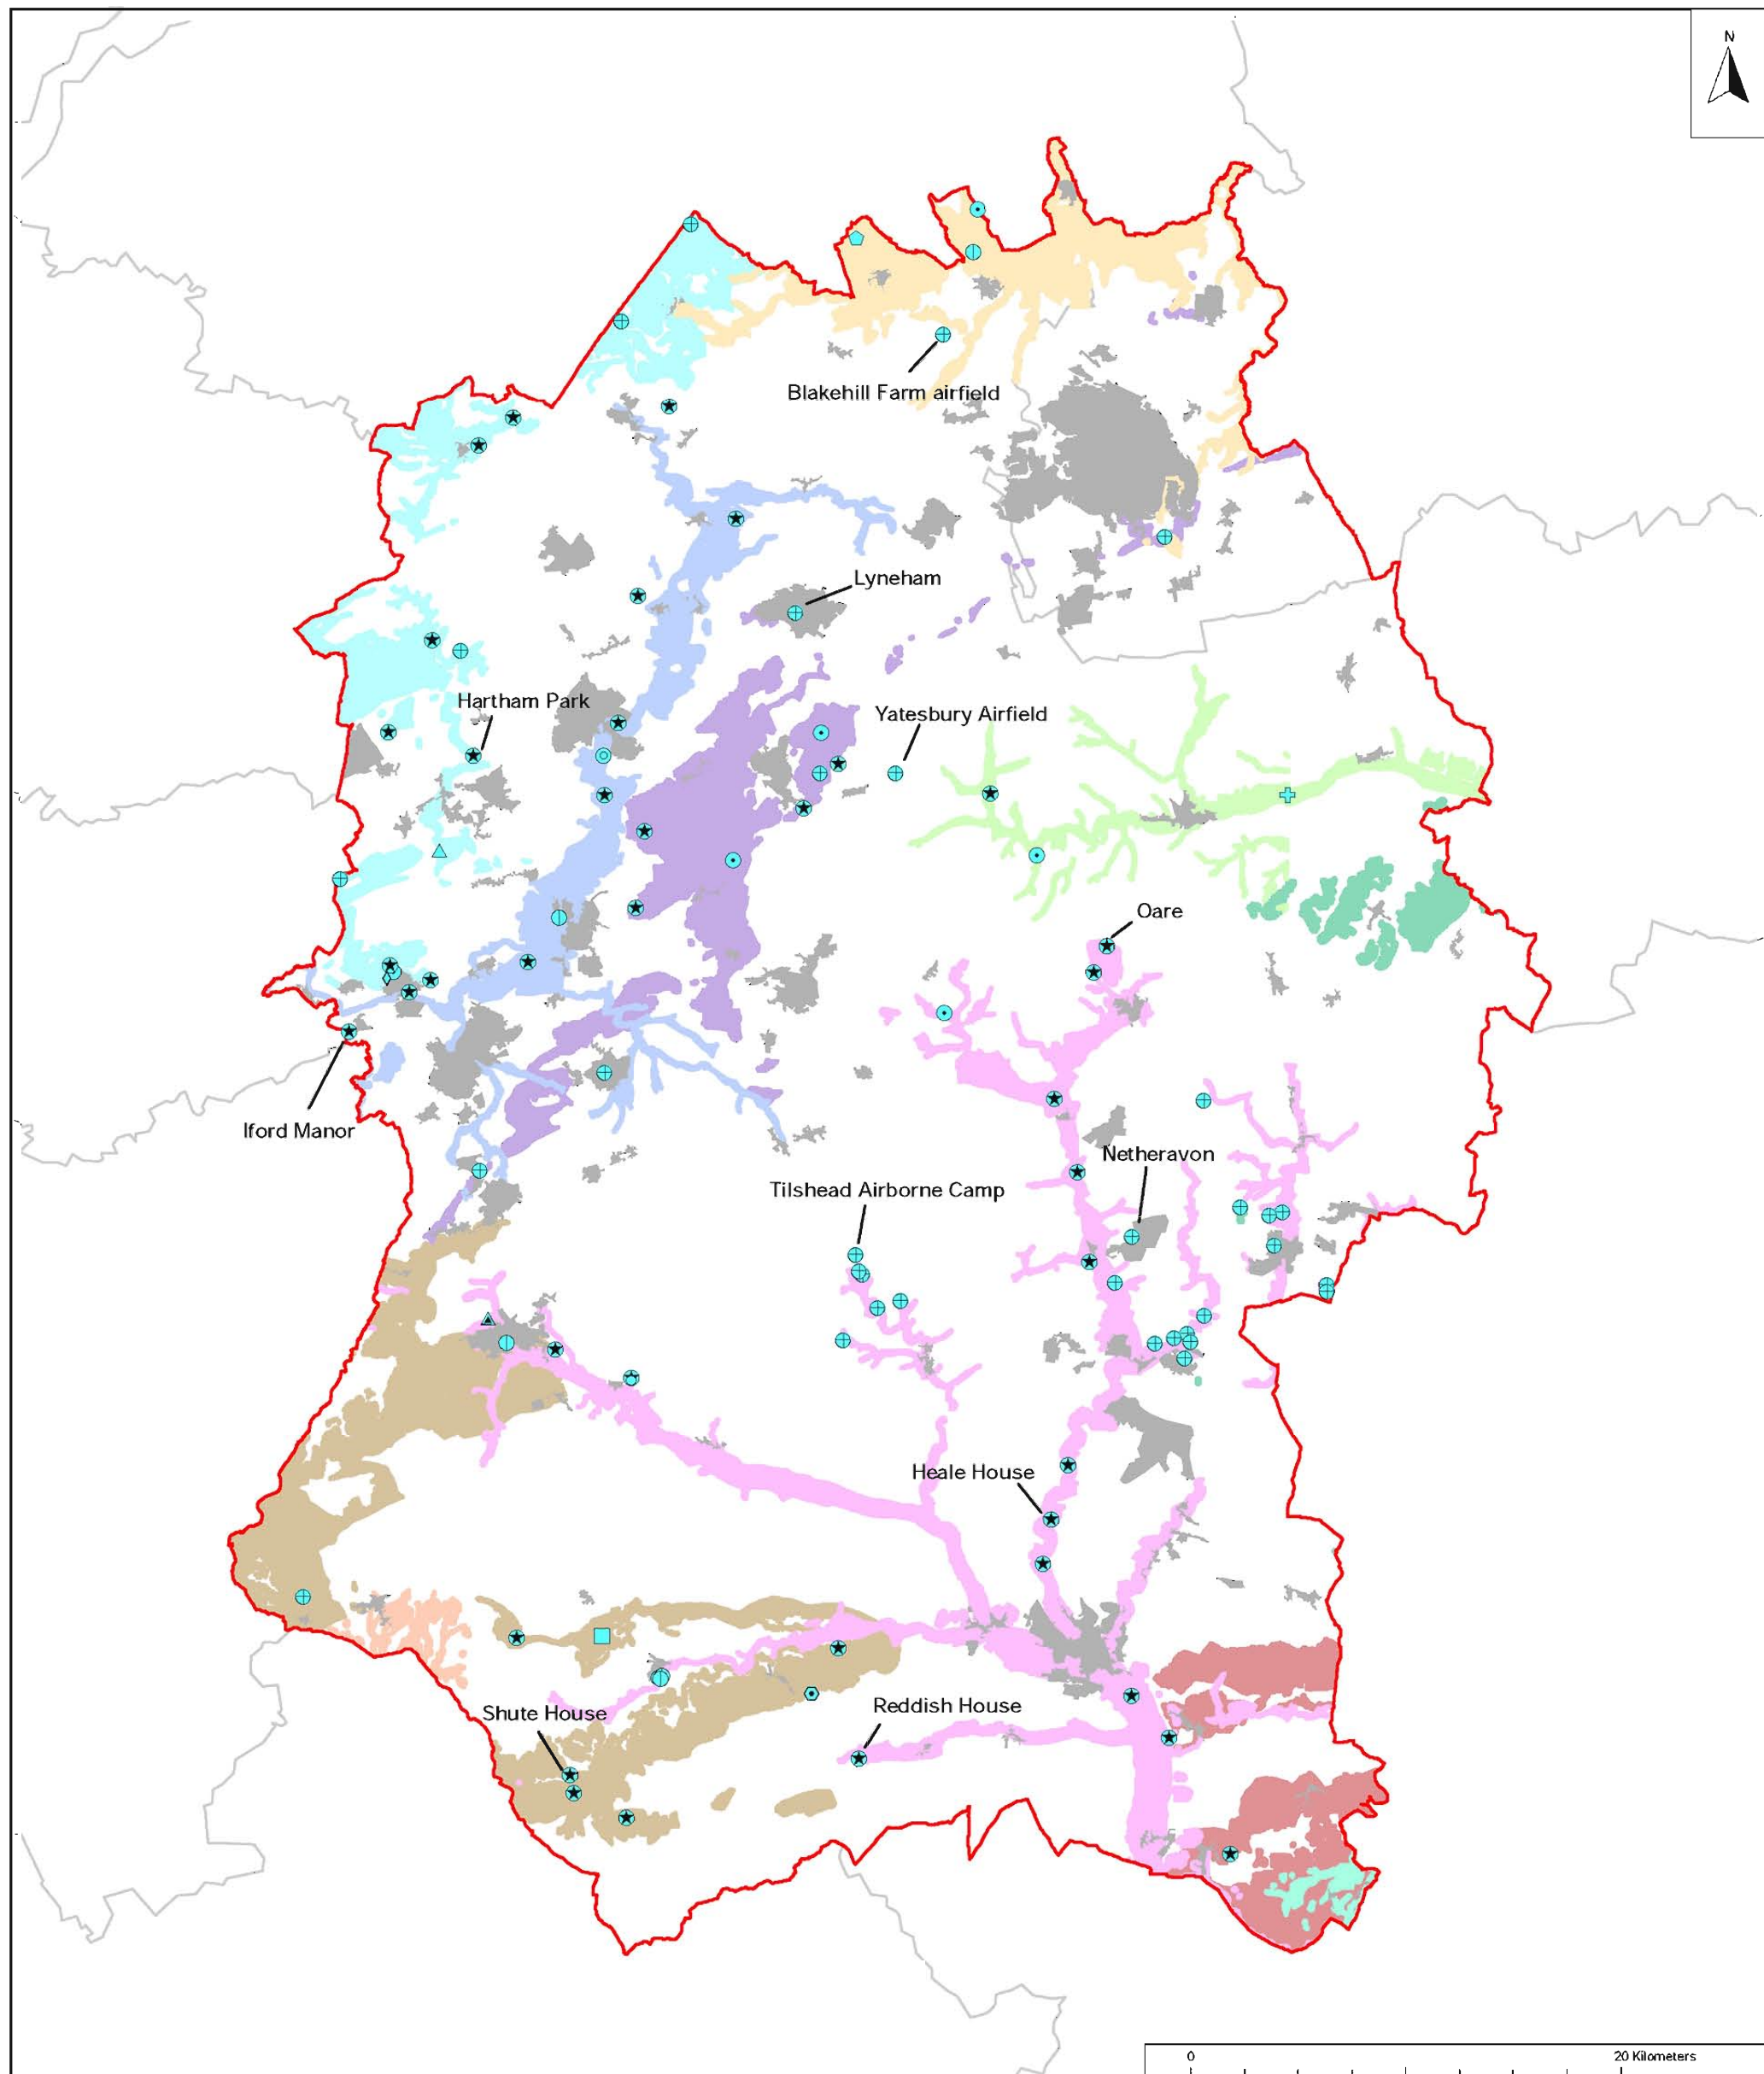 N
Blakehill Farm airfield
Lyneham
Hartham Park
Yatesbury Airfield
Oare
Iford Manor
Netheravon
Tilshead Airborne Camp
Heale House
Shute House
Reddish House
0 20 Kilometers